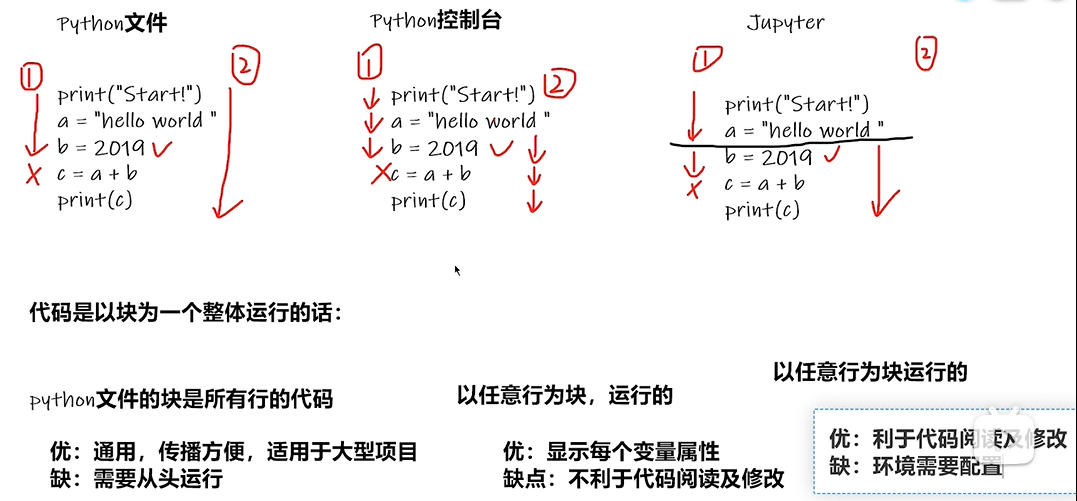 Python文件
① ②
print("Start!")
a = "hello world "
b = 2019
c = a + b
print(c)
Python控制台
① ②
print("Start!")
a = "hello world "
b = 2019
c = a + b
print(c)
Jupyter
① ②
print("Start!")
a = "hello world "
b = 2019
c = a + b
print(c)
代码是以块为一个整体运行的话：
python文件的块是所有行的代码
优：通用，传播方便，适用于大型项目
缺：需要从头运行
以任意行为块，运行的
优：显示每个变量属性
缺点：不利于代码阅读及修改
以任意行为块运行的
优：利于代码阅读及修改
缺：环境需要配置